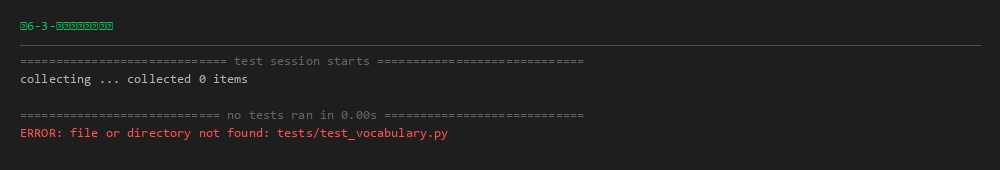 6-3-
============================= test session starts =============================
collecting ... collected 0 items
============================ no tests ran in 0.00s ============================
ERROR: file or directory not found: tests/test_vocabulary.py